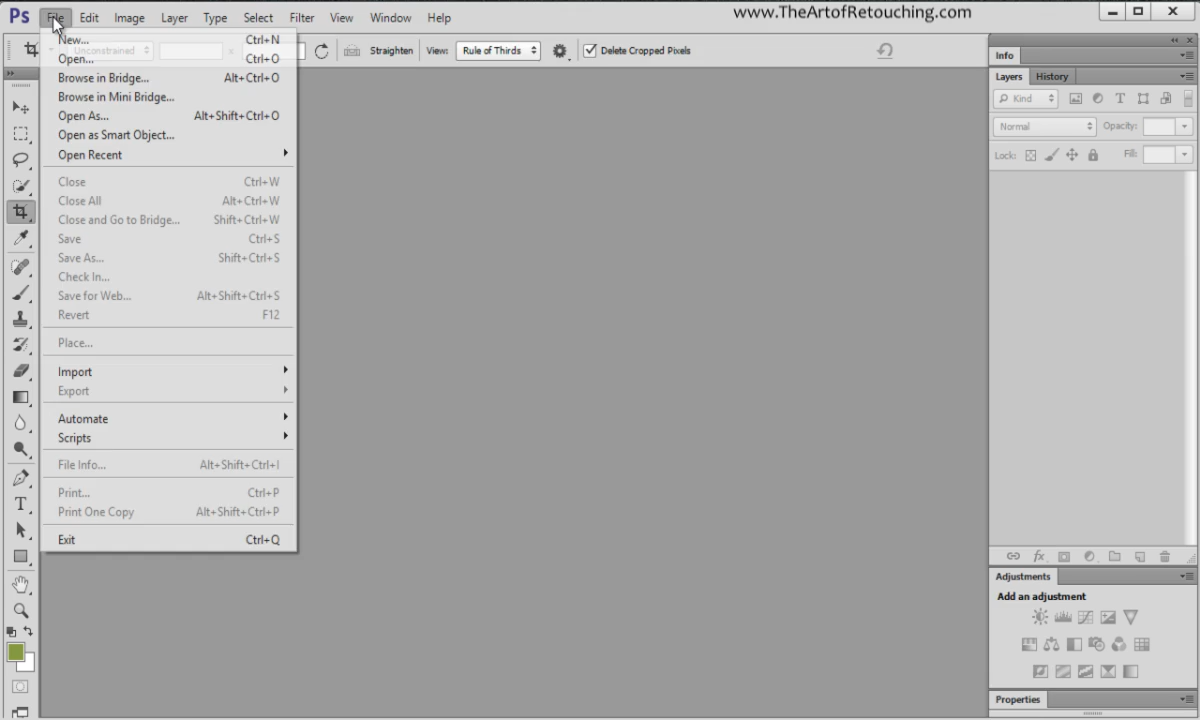 www.TheArtofRetouching.com
Ps File Edit Image Layer Type Select Filter View Window Help
Unconstrained x Straighten View: Rule of Thirds Delete Cropped Pixels
New... Ctrl+N
Open... Ctrl+O
Browse in Bridge... Alt+Ctrl+O
Browse in Mini Bridge...
Open As... Alt+Shift+Ctrl+O
Open as Smart Object...
Open Recent
Close Ctrl+W
Close All Alt+Ctrl+W
Close and Go to Bridge... Shift+Ctrl+W
Save Ctrl+S
Save As... Shift+Ctrl+S
Check In...
Save for Web... Alt+Shift+Ctrl+S
Revert F12
Place...
Import
Export
Automate
Scripts
File Info... Alt+Shift+Ctrl+I
Print... Ctrl+P
Print One Copy Alt+Shift+Ctrl+P
Exit Ctrl+Q
Info
Layers History
Kind
Normal Opacity:
Lock: Fill:
Adjustments
Add an adjustment
Properties